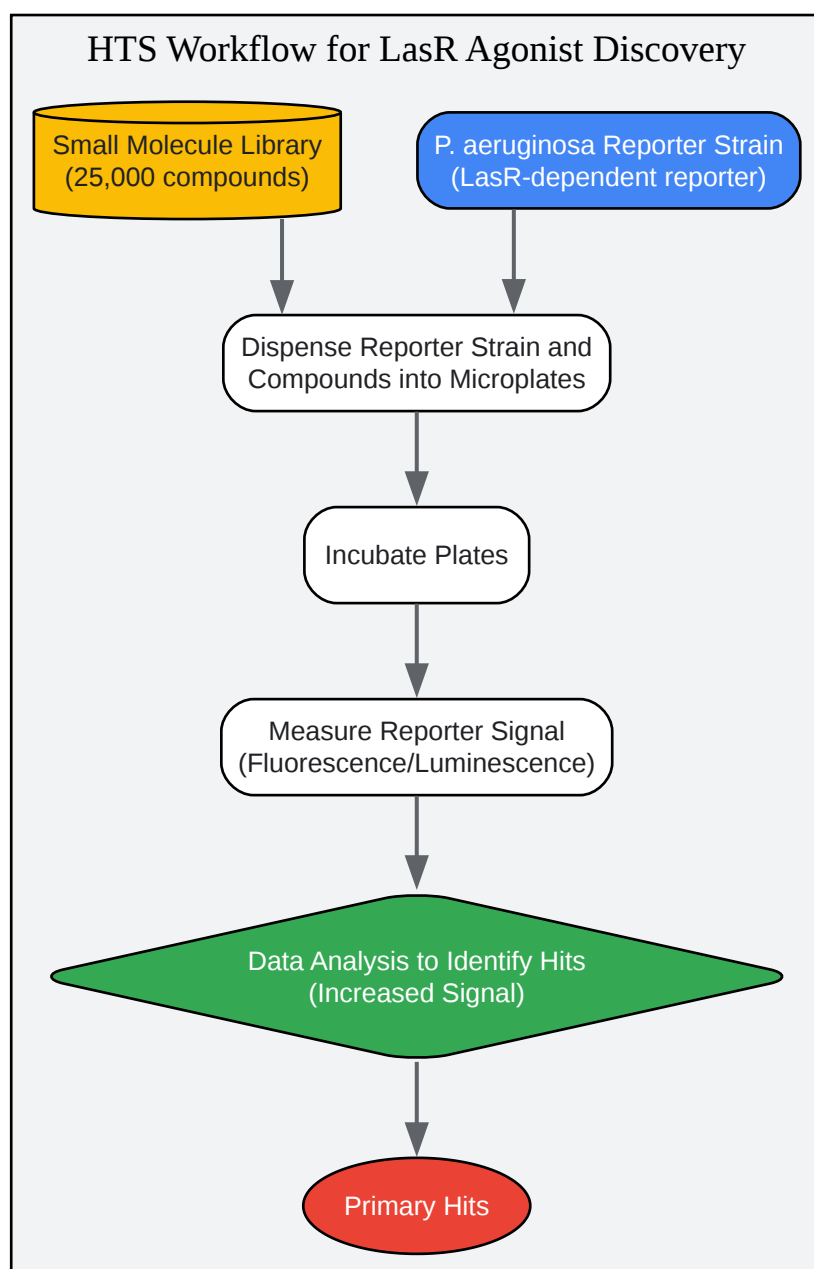 HTS Workflow for LasR Agonist Discovery
Small Molecule Library
(25,000 compounds)
P. aeruginosa Reporter Strain
(LasR-dependent reporter)
Dispense Reporter Strain and
Compounds into Microplates
Incubate Plates
Measure Reporter Signal
(Fluorescence/Luminescence)
Data Analysis to Identify Hits
(Increased Signal)
Primary Hits